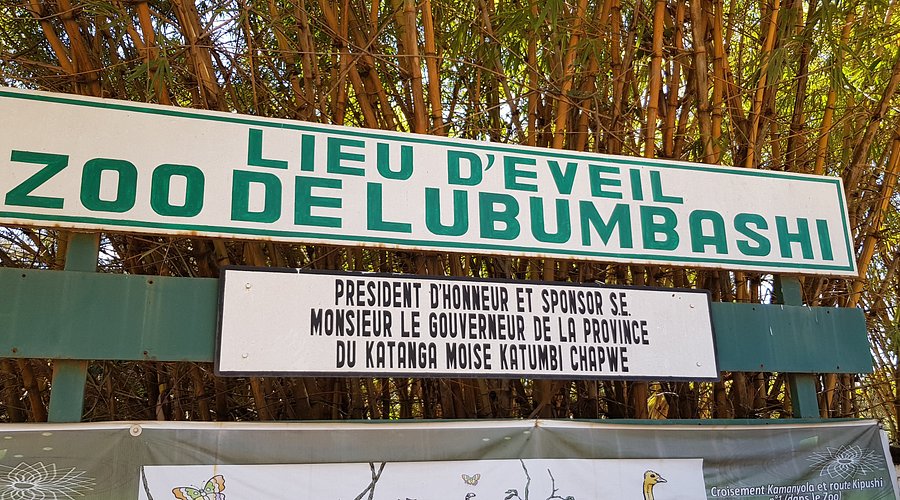 LIEU D'EVEIL
ZOO DE LUBUMBASHI
PRESIDENT D'HONNEUR ET SPONSOR S.E.
MONSIEUR LE GOUVERNEUR DE LA PROVINCE
DU KATANGA MOISE KATUMBI CHAPWE
Croisement Kamanyola et route Kipushi
n°1 (dans le Zoo)